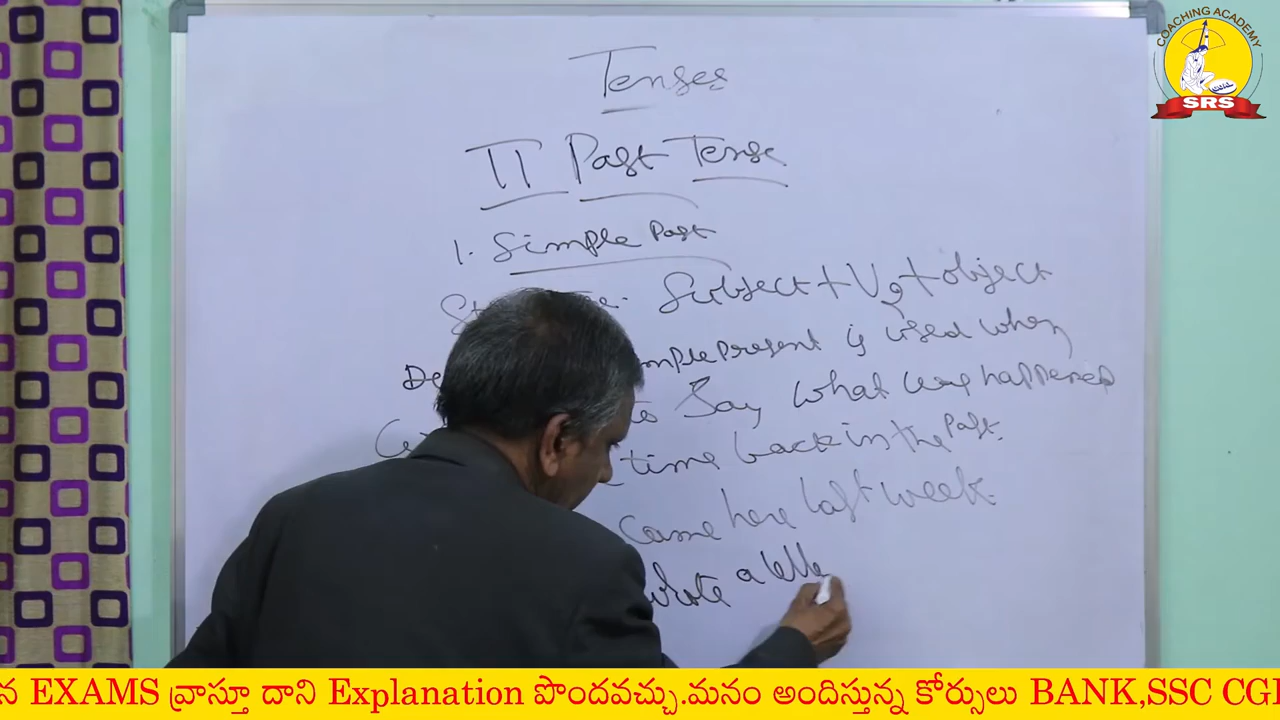 COACHING ACADEMY
SRS
Tenses
II Past Tense
1. Simple Past
Subject + V2 + object
present is used when
to Say what was happened
time back in the past.
came here last week.
wrote a lette
న EXAMS వ్రాస్తూ దాని Explanation పొందవచ్చు.మనం అందిస్తున్న కోర్సులు BANK,SSC CGL